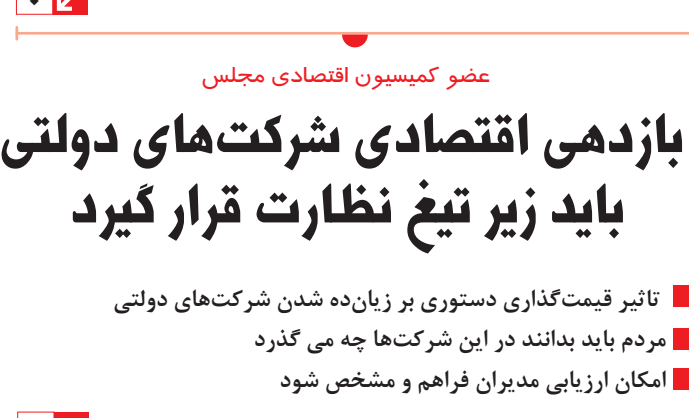 عضو کمیسیون اقتصادی مجلس
بازدهی اقتصادی شرکت‌های دولتی
باید زیر تیغ نظارت قرار گیرد
تاثیر قیمت‌گذاری دستوری بر زیان‌ده شدن شرکت‌های دولتی
مردم باید بدانند در این شرکت‌ها چه می گذرد
امکان ارزیابی مدیران فراهم و مشخص شود